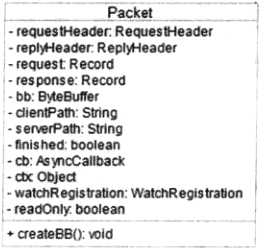 Packet
- requestHeader: RequestHeader
- replyHeader: ReplyHeader
- request: Record
- response: Record
- bb: ByteBuffer
- clientPath: String
- serverPath: String
- finished: boolean
- cb: AsyncCallback
- ctx: Object
- watchRegistration: WatchRegistration
- readOnly: boolean
+ createBB(): void